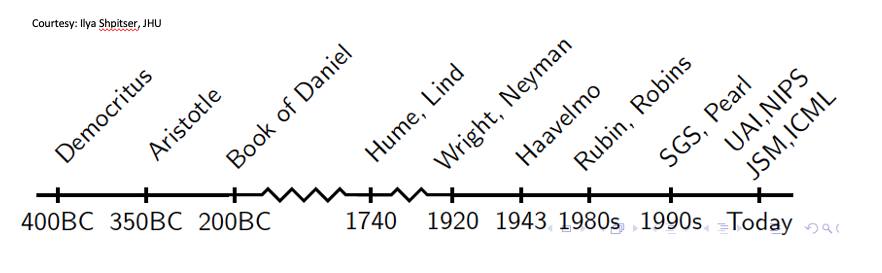 Courtesy: Ilya Shpitser, JHU
Democritus
Aristotle
Book of Daniel
Hume, Lind
Wright, Neyman
Haavelmo
Rubin, Robins
SGS, Pearl
UAI,NIPS
JSM,ICML
400BC 350BC 200BC 1740 1920 1943 1980s 1990s Today